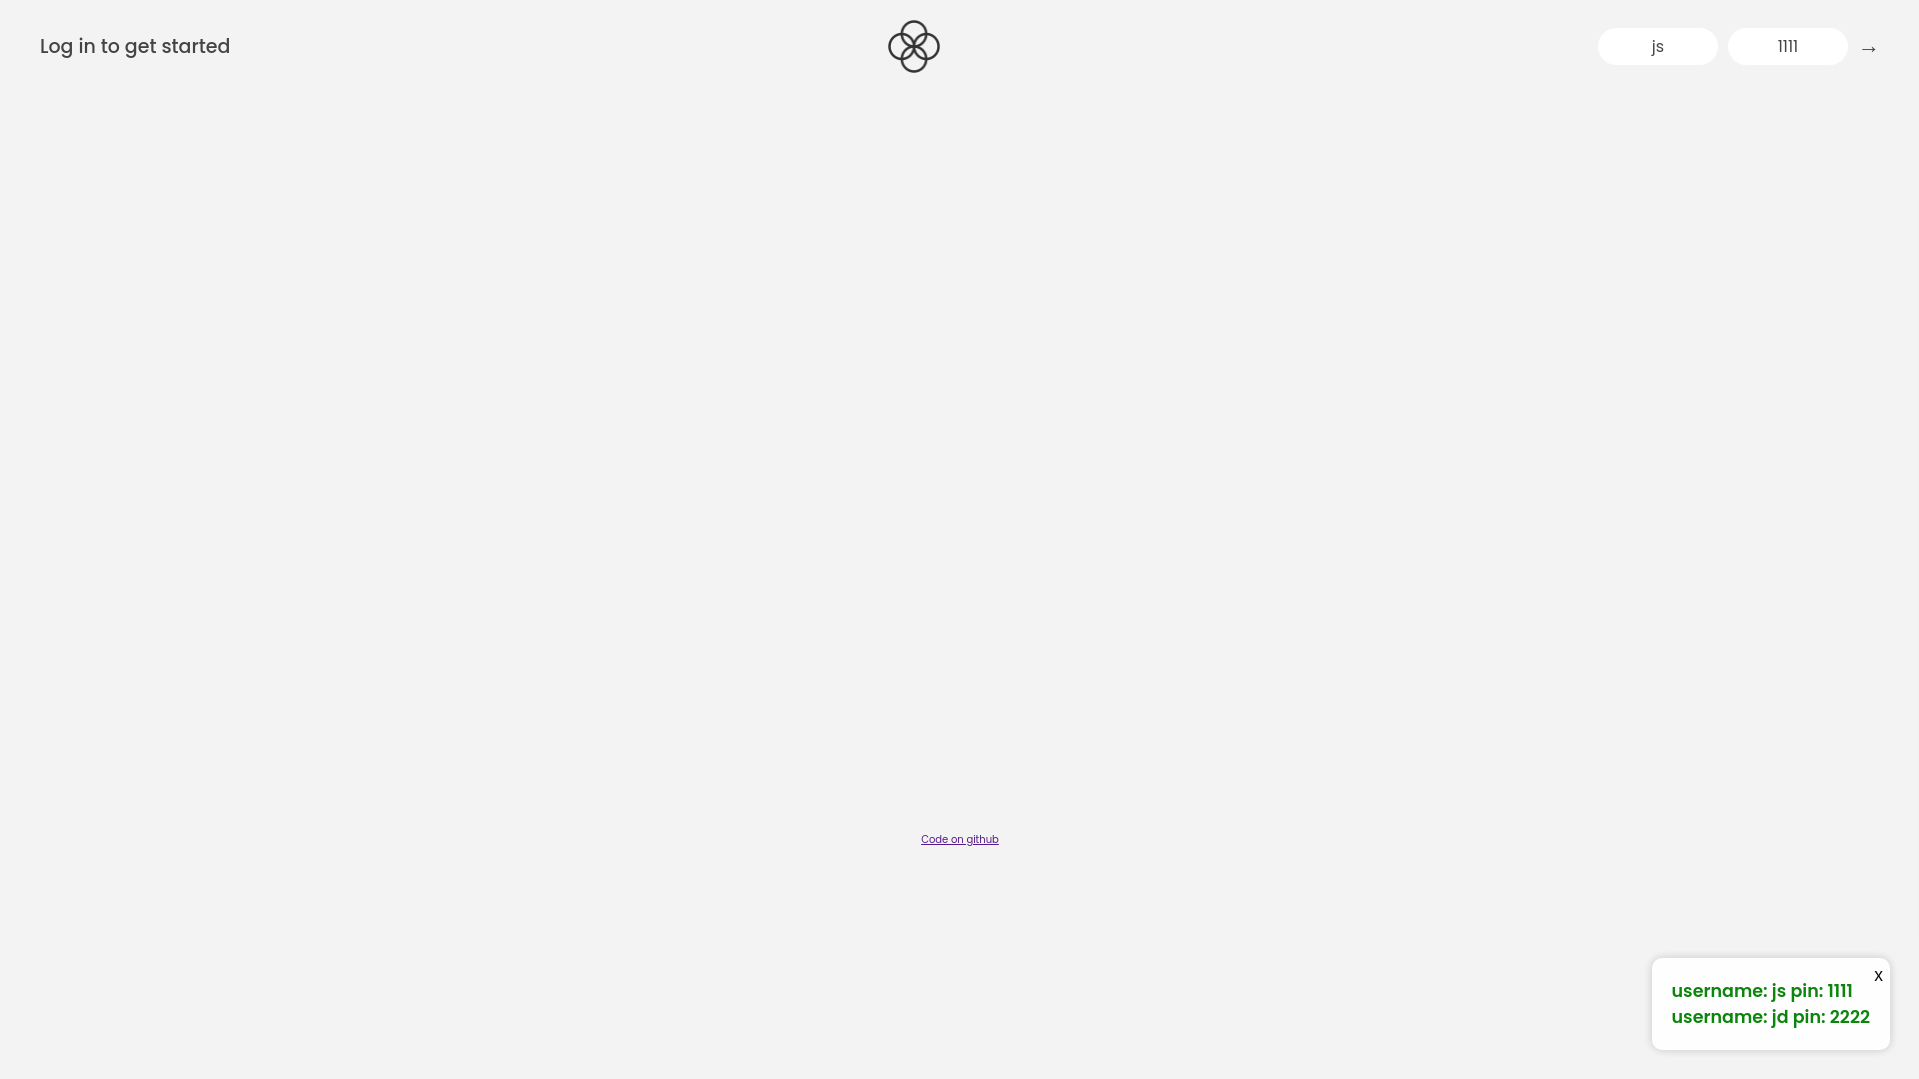 Log in to get started
js
1111
→
Code on github
X
username: js pin: 1111
username: jd pin: 2222